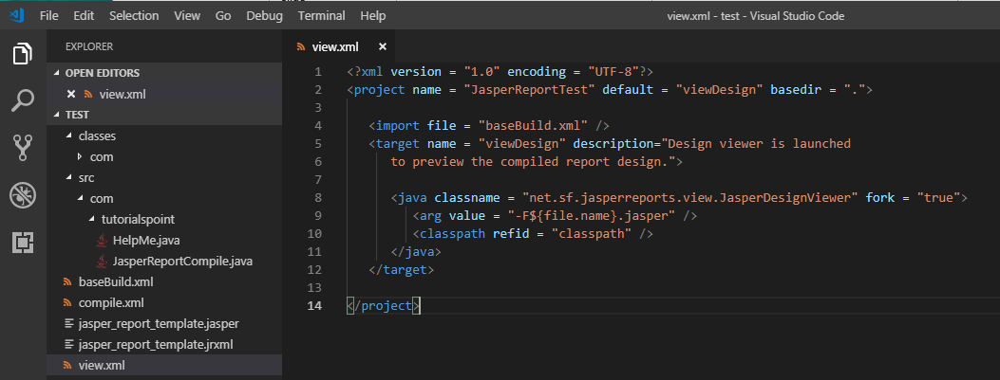 File Edit Selection View Go Debug Terminal Help view.xml - test - Visual Studio Code
EXPLORER
OPEN EDITORS
view.xml
TEST
classes
com
src
com
tutorialspoint
HelpMe.java
JasperReportCompile.java
baseBuild.xml
compile.xml
jasper_report_template.jasper
jasper_report_template.jrxml
view.xml
view.xml
1 <?xml version = "1.0" encoding = "UTF-8"?>
2 <project name = "JasperReportTest" default = "viewDesign" basedir = ".">
3
4 <import file = "baseBuild.xml" />
5 <target name = "viewDesign" description="Design viewer is launched
6 to preview the compiled report design.">
7
8 <java classname = "net.sf.jasperreports.view.JasperDesignViewer" fork = "true">
9 <arg value = "-F${file.name}.jasper" />
10 <classpath refid = "classpath" />
11 </java>
12 </target>
13
14 </project>